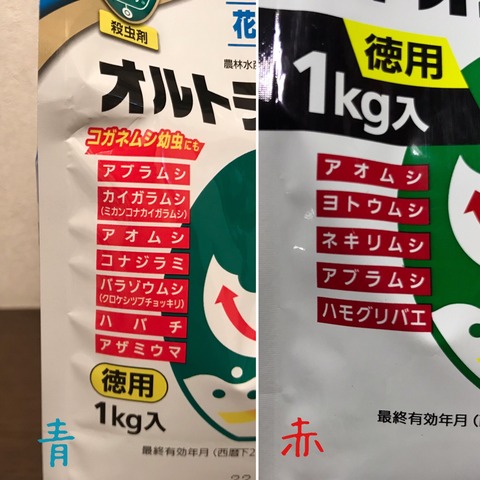 殺虫剤
花
農林水
オルトラ
コガネムシ幼虫にも
アブラムシ
カイガラムシ
(ミカンコナカイガラムシ)
アオムシ
コナジラミ
バラゾウムシ
(クロケシツブチョッキリ)
ハバチ
アザミウマ
徳用
1kg入
最終有効年月(西暦下2
青
徳用
1kg入
アオムシ
ヨトウムシ
ネキリムシ
アブラムシ
ハモグリバエ
最終有効年月(
赤